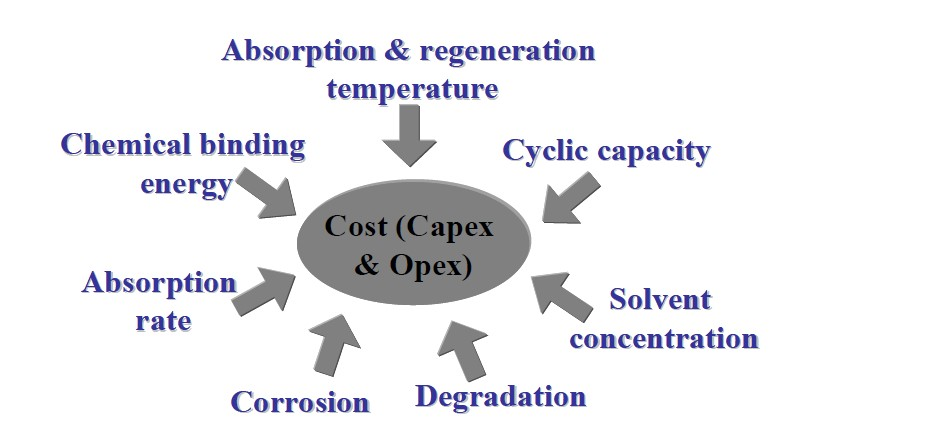 Absorption & regeneration
temperature
Chemical binding
energy
Cyclic capacity
Cost (Capex
& Opex)
Absorption
rate
Solvent
concentration
Corrosion
Degradation